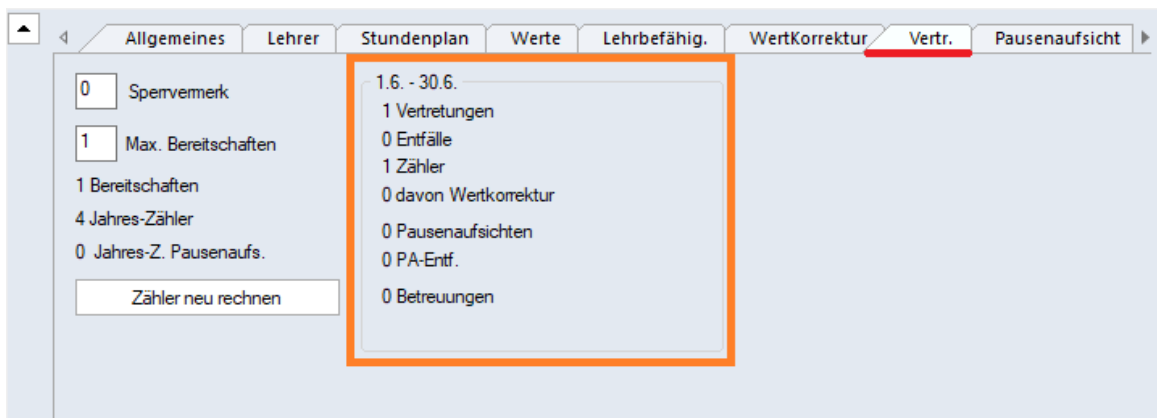 Allgemeines Lehrer Stundenplan Werte Lehrbefähig. WertKorrektur Vertr. Pausenaufsicht
0 Sperrvermerk
1 Max. Bereitschaften
1 Bereitschaften
4 Jahres-Zähler
0 Jahres-Z. Pausenaufs.
Zähler neu rechnen
1.6. - 30.6.
1 Vertretungen
0 Entfälle
1 Zähler
0 davon Wertkorrektur
0 Pausenaufsichten
0 PA-Entf.
0 Betreuungen